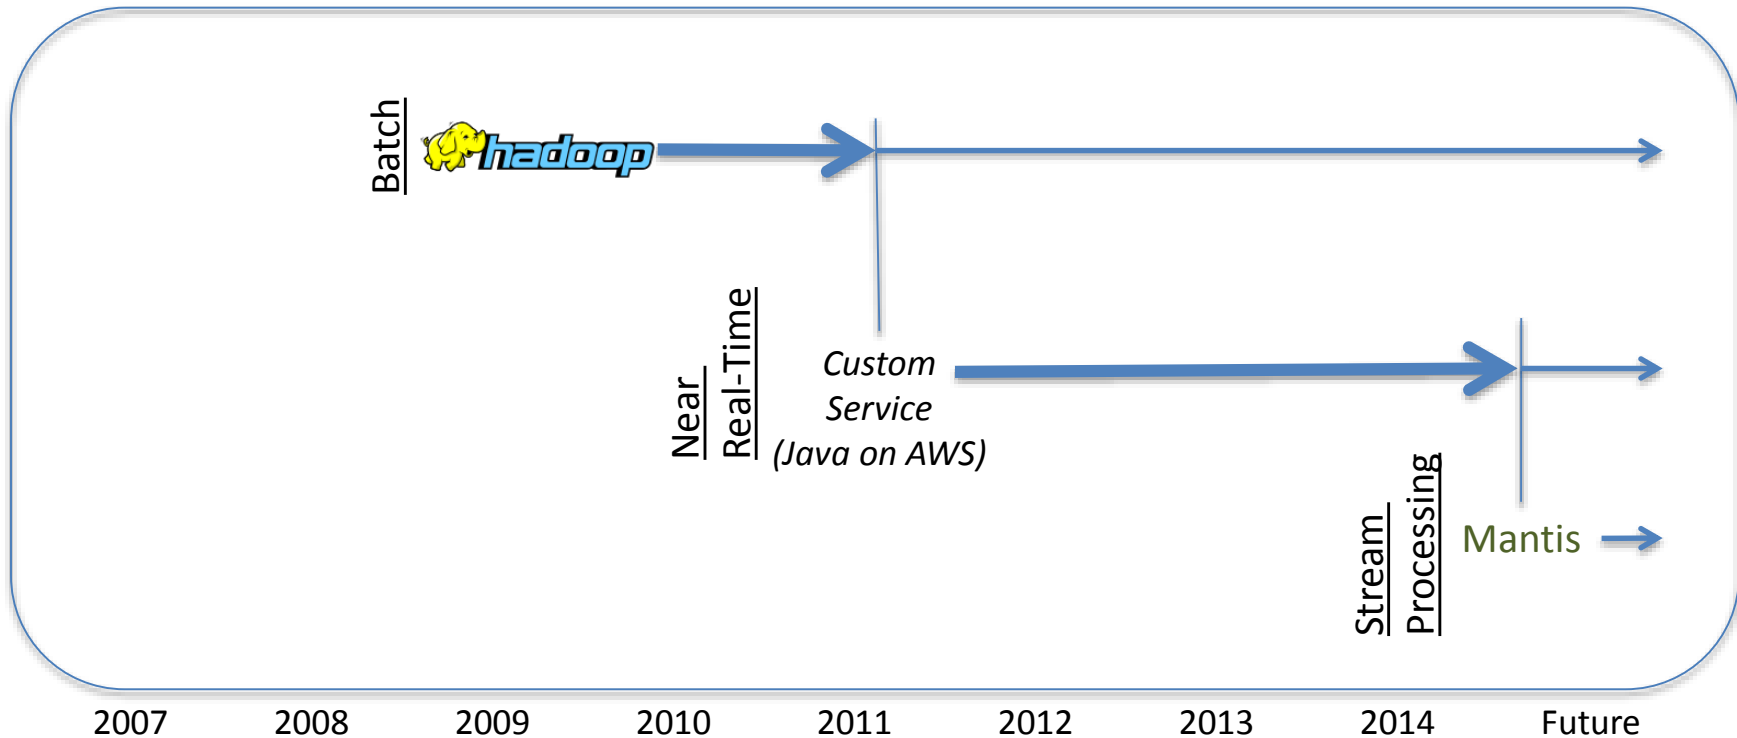 Batch
hadoop
Near
Real-Time
Custom
Service
(Java on AWS)
Stream
Processing
Mantis
2007 2008 2009 2010 2011 2012 2013 2014 Future